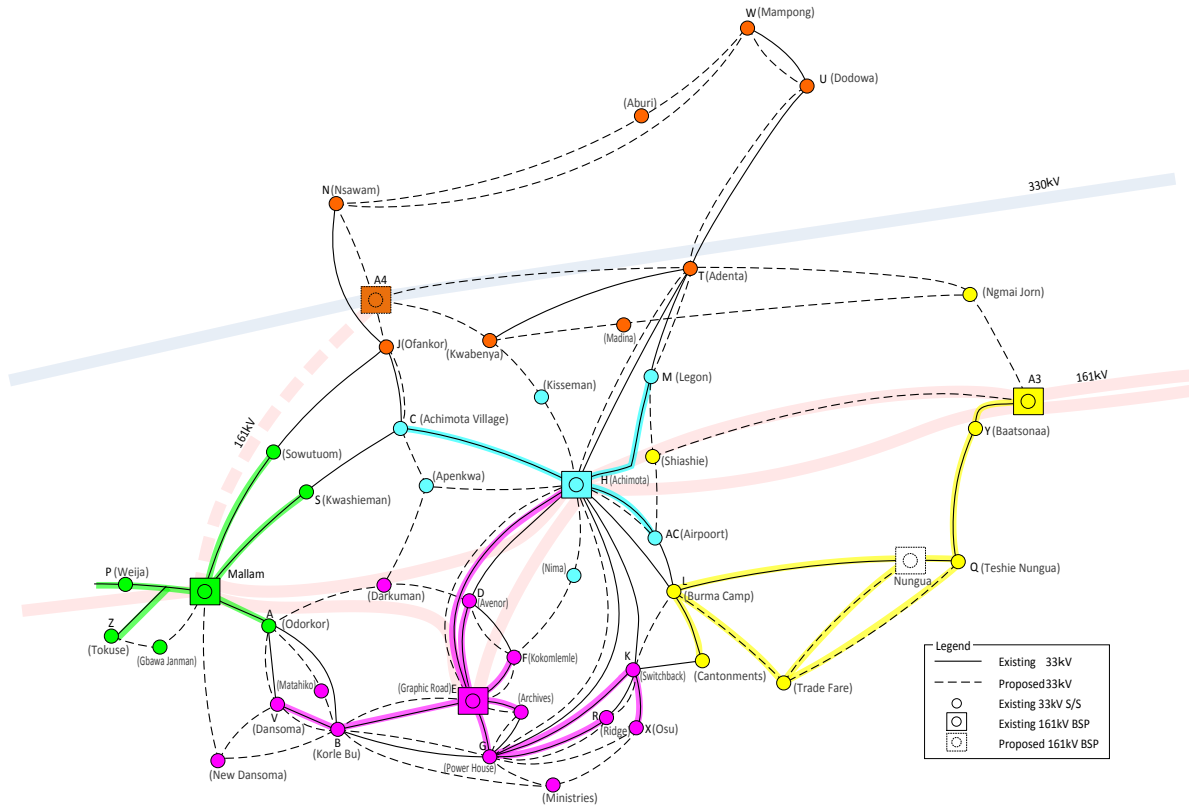 W (Mampong)
U (Dodowa)
(Aburi)
N (Nsawam)
330kV
A4
T(Adenta)
(Ngmai Jorn)
(Madina)
J(Ofankor)
(Kwabenya)
M (Legon)
A3
161kV
(Kisseman)
C (Achimota Village)
Y(Baatsonaa)
161kV
(Sowutuom)
(Shiashie)
(Apenkwa)
H (Achimota)
S (Kwashieman)
AC(Airpoort)
P (Weija)
Mallam
(Nima)
L
(Burma Camp)
Nungua
Q (Teshie Nungua)
(Darkuman)
D
(Avenor)
A
(Odorkor)
Z
(Tokuse)
(Gbawa Janman)
F(Kokomlemle)
K
(Switchback)
(Cantonments)
(Matahiko)
(Graphic Road)
E
(Archives)
(Trade Fare)
V
(Dansoma)
B
(Korle Bu)
R
(Ridge)
X(Osu)
G
(Power House)
(New Dansoma)
(Ministries)
Legend
Existing 33kV
Proposed33kV
Existing 33kV S/S
Existing 161kV BSP
Proposed 161kV BSP